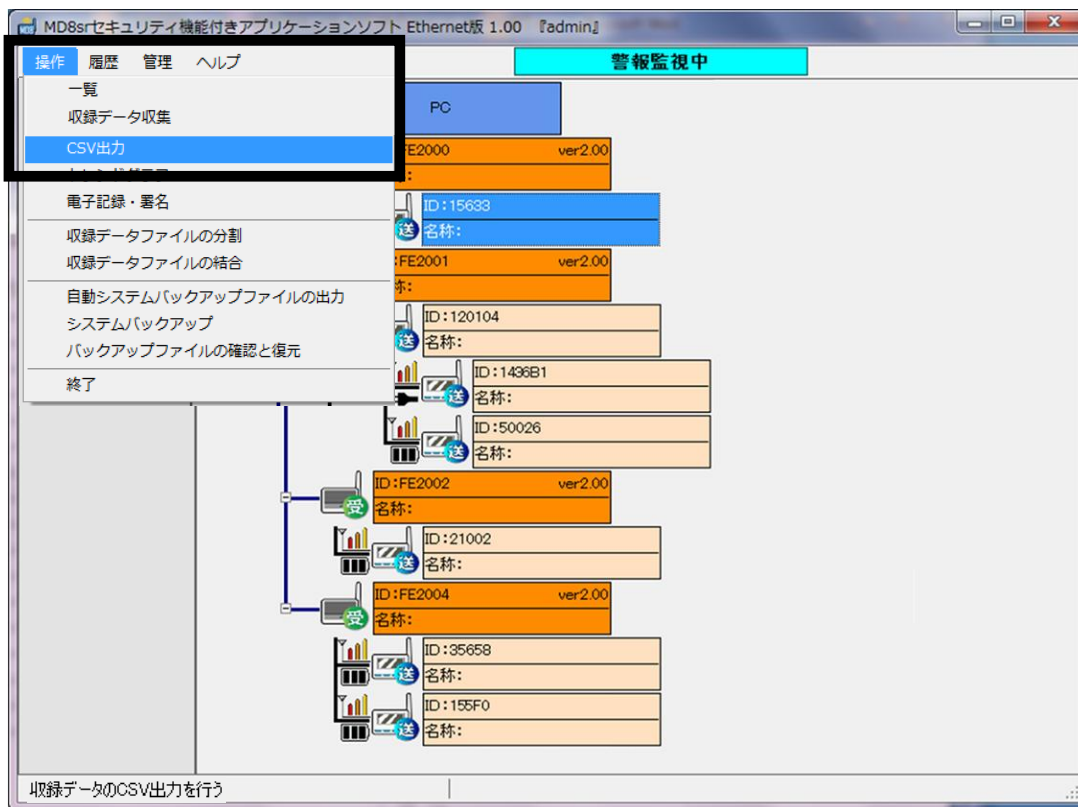 MD8srセキュリティ機能付きアプリケーションソフト Ethernet版 1.00 『admin』
操作 履歴 管理 ヘルプ
警報監視中
一覧
収録データ収集
CSV出力
電子記録・署名
収録データファイルの分割
収録データファイルの結合
自動システムバックアップファイルの出力
システムバックアップ
バックアップファイルの確認と復元
終了
PC
FE2000 ver2.00
ID:15633
送 名称:
FE2001 ver2.00
ID:120104
送 名称:
ID:1436B1
送 名称:
ID:50026
送 名称:
ID:FE2002 ver2.00
受 名称:
ID:21002
送 名称:
ID:FE2004 ver2.00
受 名称:
ID:35658
送 名称:
ID:155F0
送 名称:
収録データのCSV出力を行う